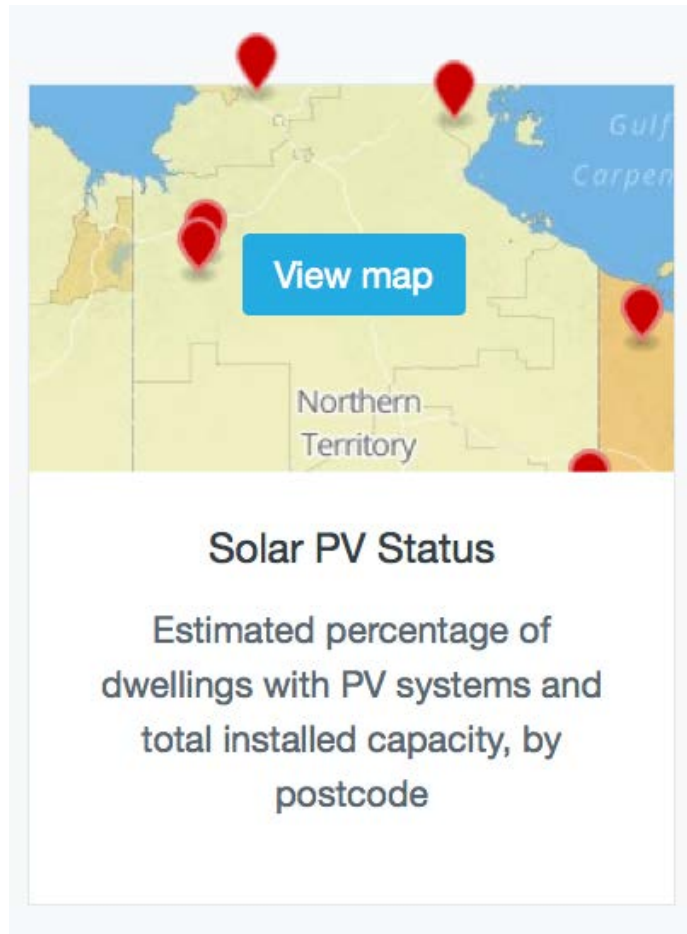 Gulf
Carpen
View map
Northern
Territory
Solar PV Status
Estimated percentage of
dwellings with PV systems and
total installed capacity, by
postcode